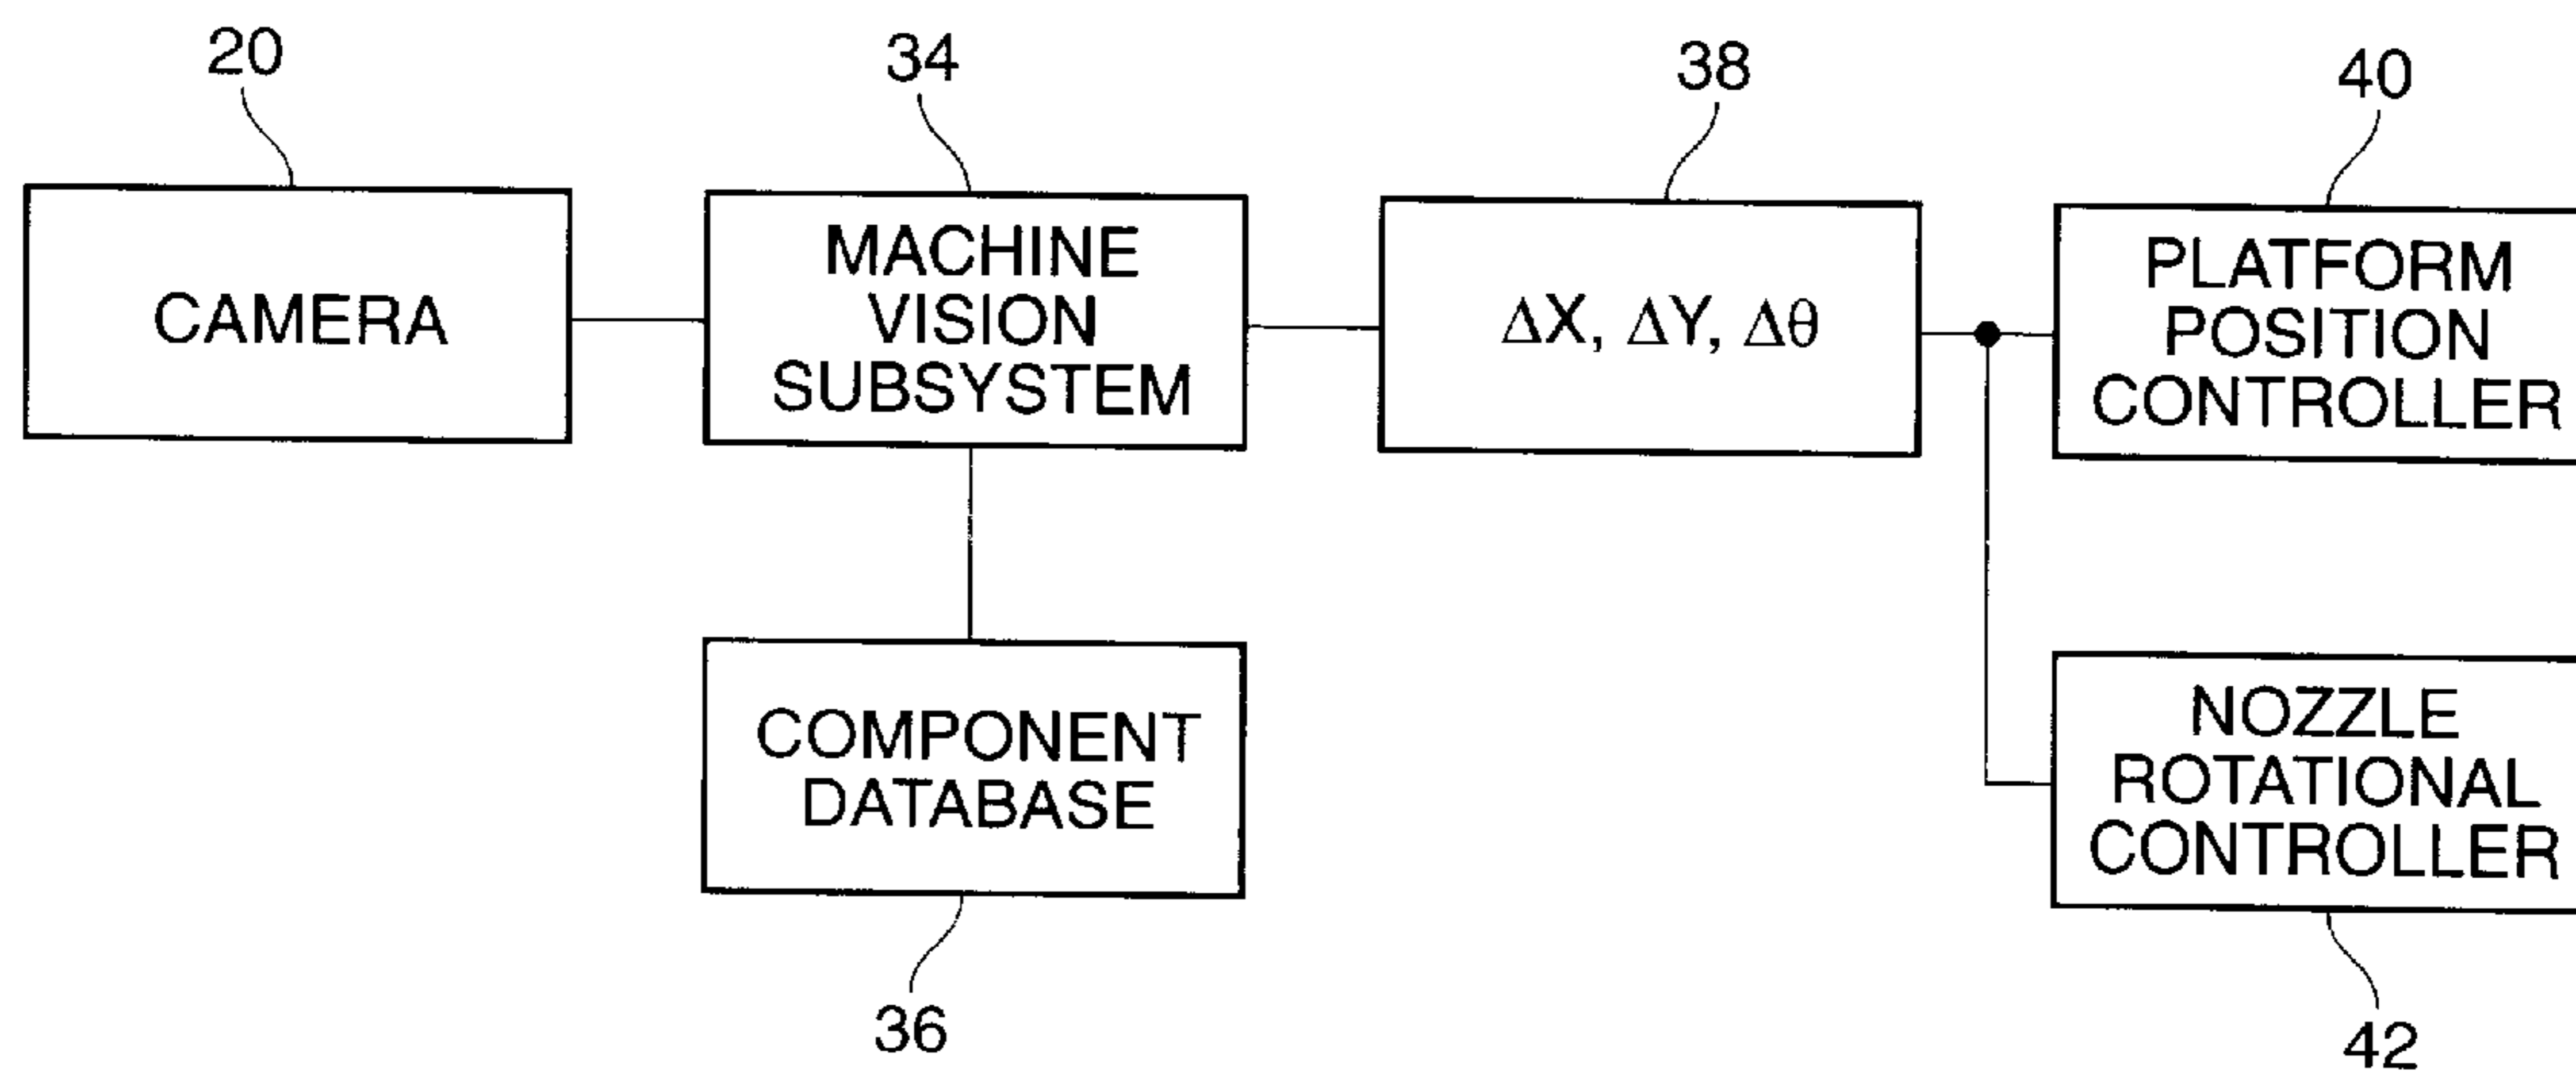 20
34
38
40
CAMERA
MACHINE
VISION
SUBSYSTEM
ΔX, ΔY, Δθ
PLATFORM
POSITION
CONTROLLER
COMPONENT
DATABASE
NOZZLE
ROTATIONAL
CONTROLLER
36
42